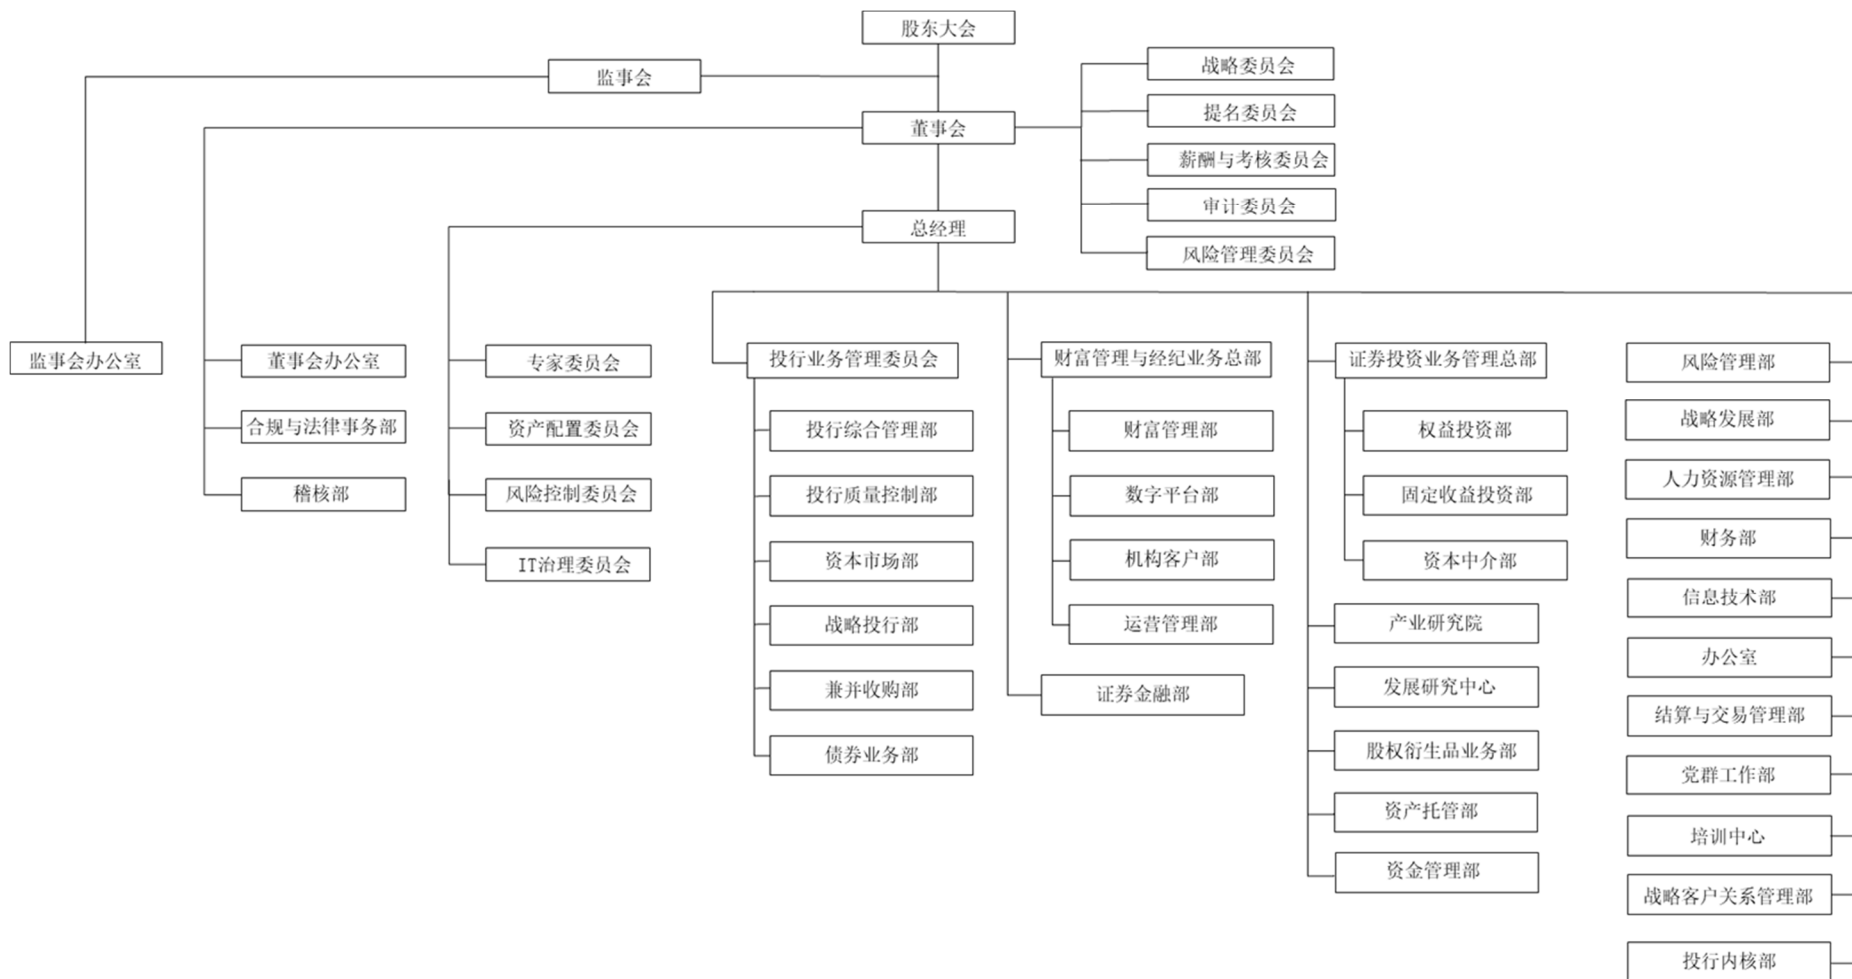 股东大会
监事会
董事会
战略委员会
提名委员会
薪酬与考核委员会
审计委员会
风险管理委员会
总经理
监事会办公室
董事会办公室
合规与法律事务部
稽核部
专家委员会
资产配置委员会
风险控制委员会
IT治理委员会
投行业务管理委员会
投行综合管理部
投行质量控制部
资本市场部
战略投行部
兼并收购部
债券业务部
财富管理与经纪业务总部
财富管理部
数字平台部
机构客户部
运营管理部
证券金融部
证券投资业务管理总部
权益投资部
固定收益投资部
资本中介部
产业研究院
发展研究中心
股权衍生品业务部
资产托管部
资金管理部
风险管理部
战略发展部
人力资源管理部
财务部
信息技术部
办公室
结算与交易管理部
党群工作部
培训中心
战略客户关系管理部
投行内核部